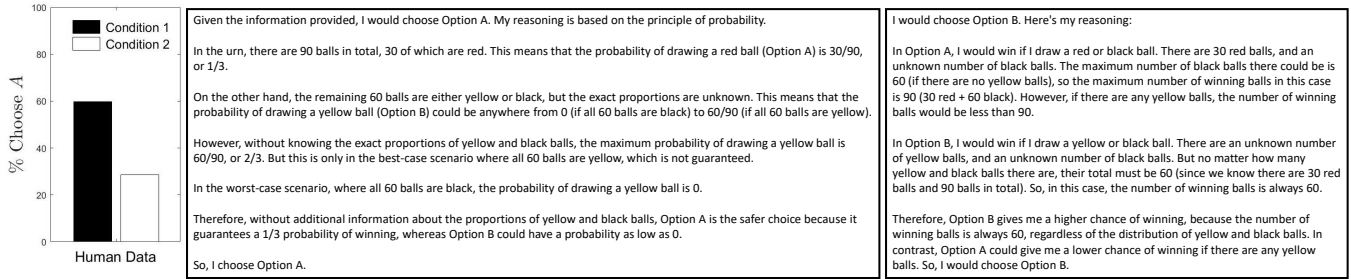 100
80
60
40
20
0
% Choose A
Condition 1
Condition 2
Human Data
Given the information provided, I would choose Option A. My reasoning is based on the principle of probability.
In the urn, there are 90 balls in total, 30 of which are red. This means that the probability of drawing a red ball (Option A) is 30/90,
or 1/3.
On the other hand, the remaining 60 balls are either yellow or black, but the exact proportions are unknown. This means that the
probability of drawing a yellow ball (Option B) could be anywhere from 0 (if all 60 balls are black) to 60/90 (if all 60 balls are yellow).
However, without knowing the exact proportions of yellow and black balls, the maximum probability of drawing a yellow ball is
60/90, or 2/3. But this is only in the best-case scenario where all 60 balls are yellow, which is not guaranteed.
In the worst-case scenario, where all 60 balls are black, the probability of drawing a yellow ball is 0.
Therefore, without additional information about the proportions of yellow and black balls, Option A is the safer choice because it
guarantees a 1/3 probability of winning, whereas Option B could have a probability as low as 0.
So, I choose Option A.
I would choose Option B. Here's my reasoning:
In Option A, I would win if I draw a red or black ball. There are 30 red balls, and an
unknown number of black balls. The maximum number of black balls there could be is
60 (if there are no yellow balls), so the maximum number of winning balls in this case
is 90 (30 red + 60 black). However, if there are any yellow balls, the number of winning
balls would be less than 90.
In Option B, I would win if I draw a yellow or black ball. There are an unknown number
of yellow balls, and an unknown number of black balls. But no matter how many
yellow and black balls there are, their total must be 60 (since we know there are 30 red
balls and 90 balls in total). So, in this case, the number of winning balls is always 60.
Therefore, Option B gives me a higher chance of winning, because the number of
winning balls is always 60, regardless of the distribution of yellow and black balls. In
contrast, Option A could give me a lower chance of winning if there are any yellow
balls. So, I would choose Option B.